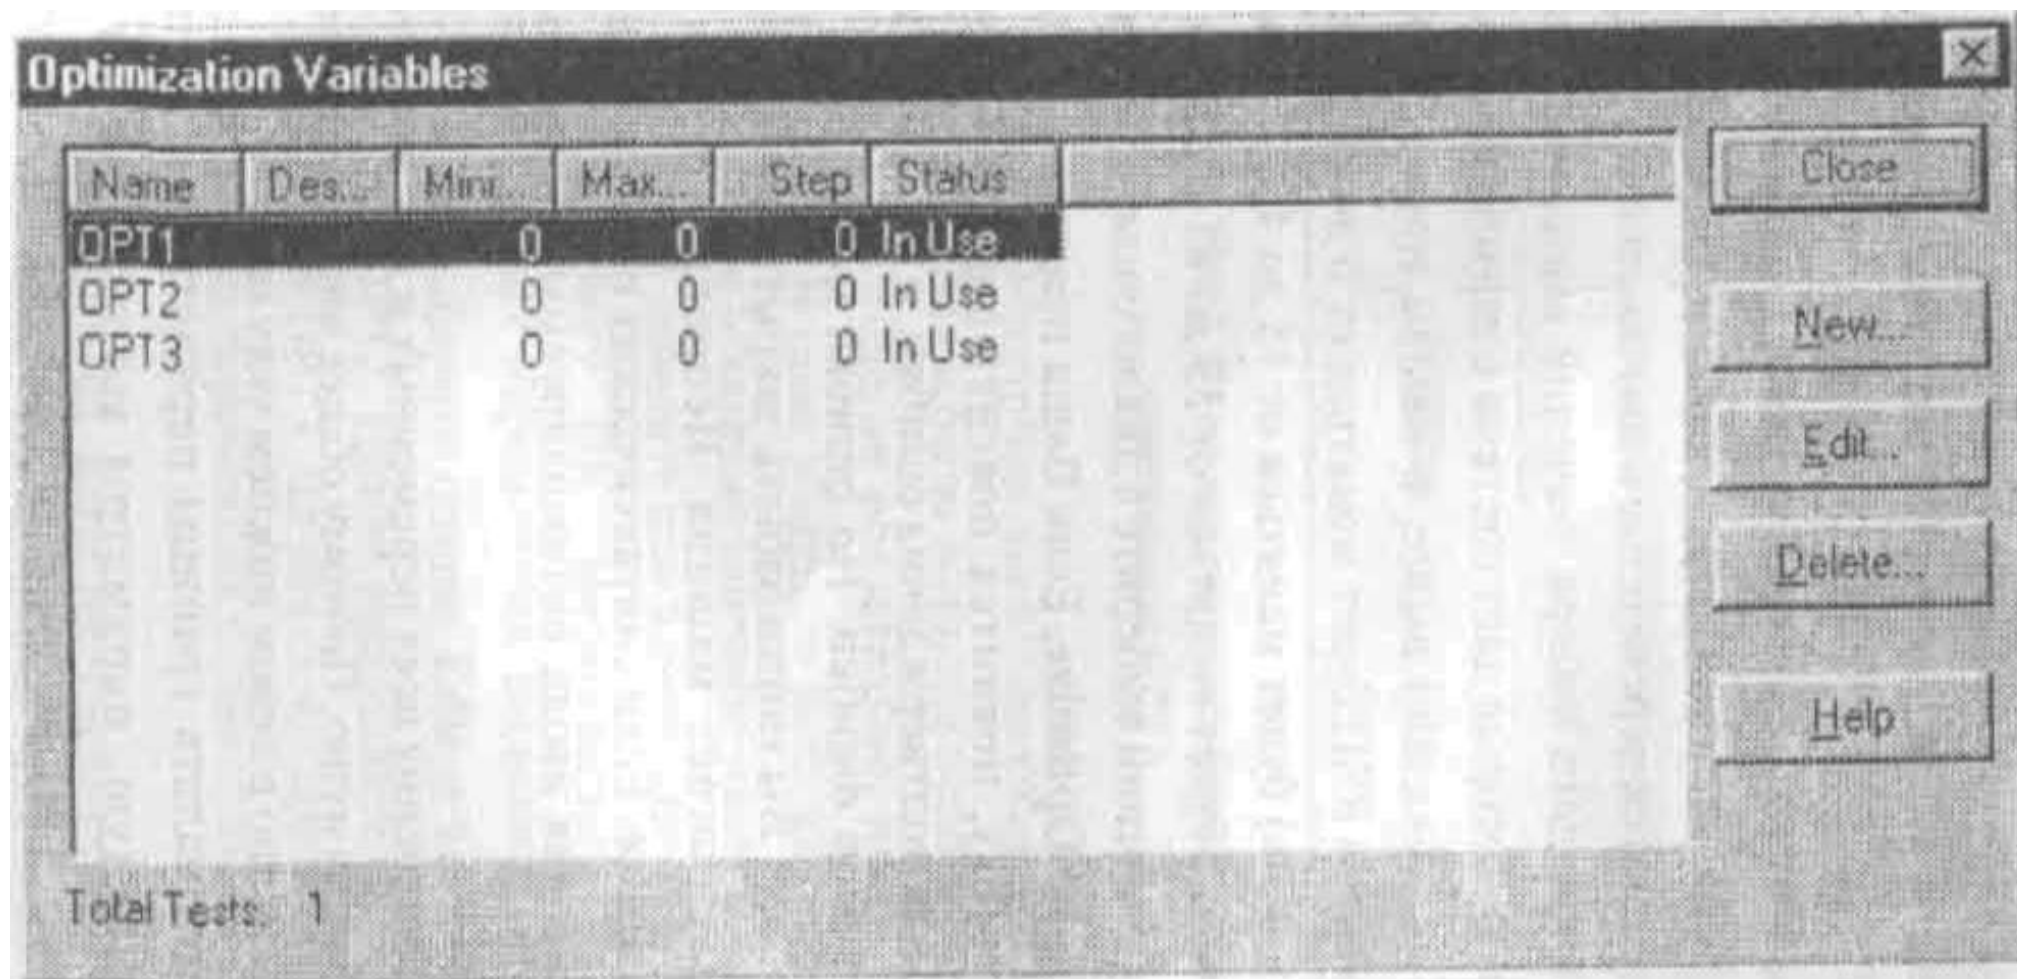 Optimization Variables
Name Des... Mini... Max... Step Status
OPT1 0 0 0 In Use
OPT2 0 0 0 In Use
OPT3 0 0 0 In Use
Close
New...
Edit...
Delete...
Help
Total Tests: 1